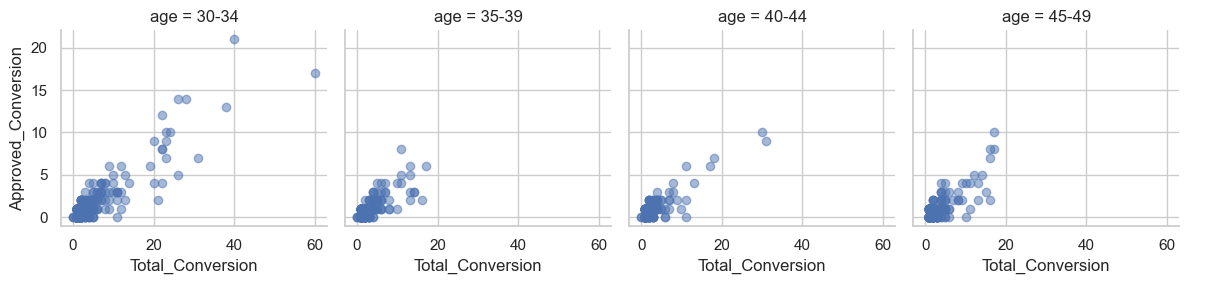 age = 30-34
age = 35-39
age = 40-44
age = 45-49
Approved_Conversion
20
15
10
5
0
0 20 40 60
0 20 40 60
0 20 40 60
0 20 40 60
Total_Conversion
Total_Conversion
Total_Conversion
Total_Conversion